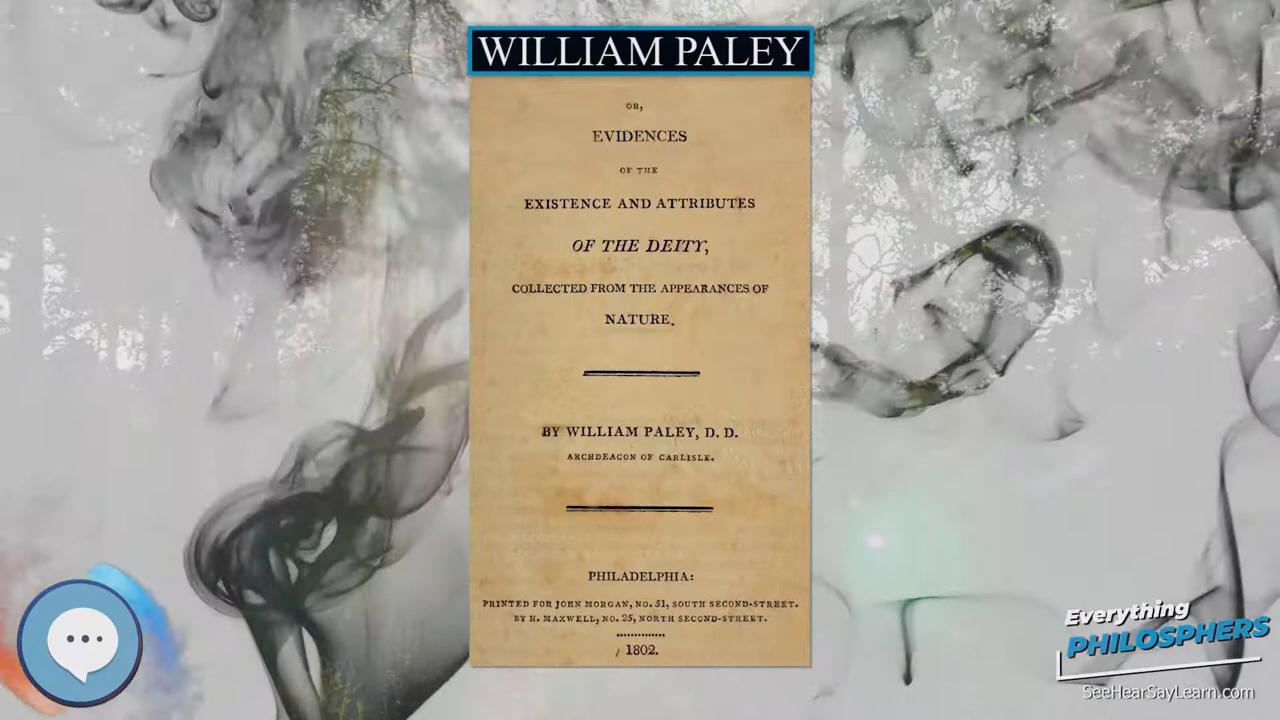 WILLIAM PALEY
OR,
EVIDENCES
OF THE
EXISTENCE AND ATTRIBUTES
OF THE DEITY,
COLLECTED FROM THE APPEARANCES OF
NATURE.
BY WILLIAM PALEY, D. D.
ARCHDEACON OF CARLISLE.
PHILADELPHIA:
PRINTED FOR JOHN MORGAN, NO. 51, SOUTH SECOND-STREET.
BY H. MAXWELL, NO. 25, NORTH SECOND-STREET.
1802.
Everything
PHILOSPHERS
SeeHearSayLearn.com